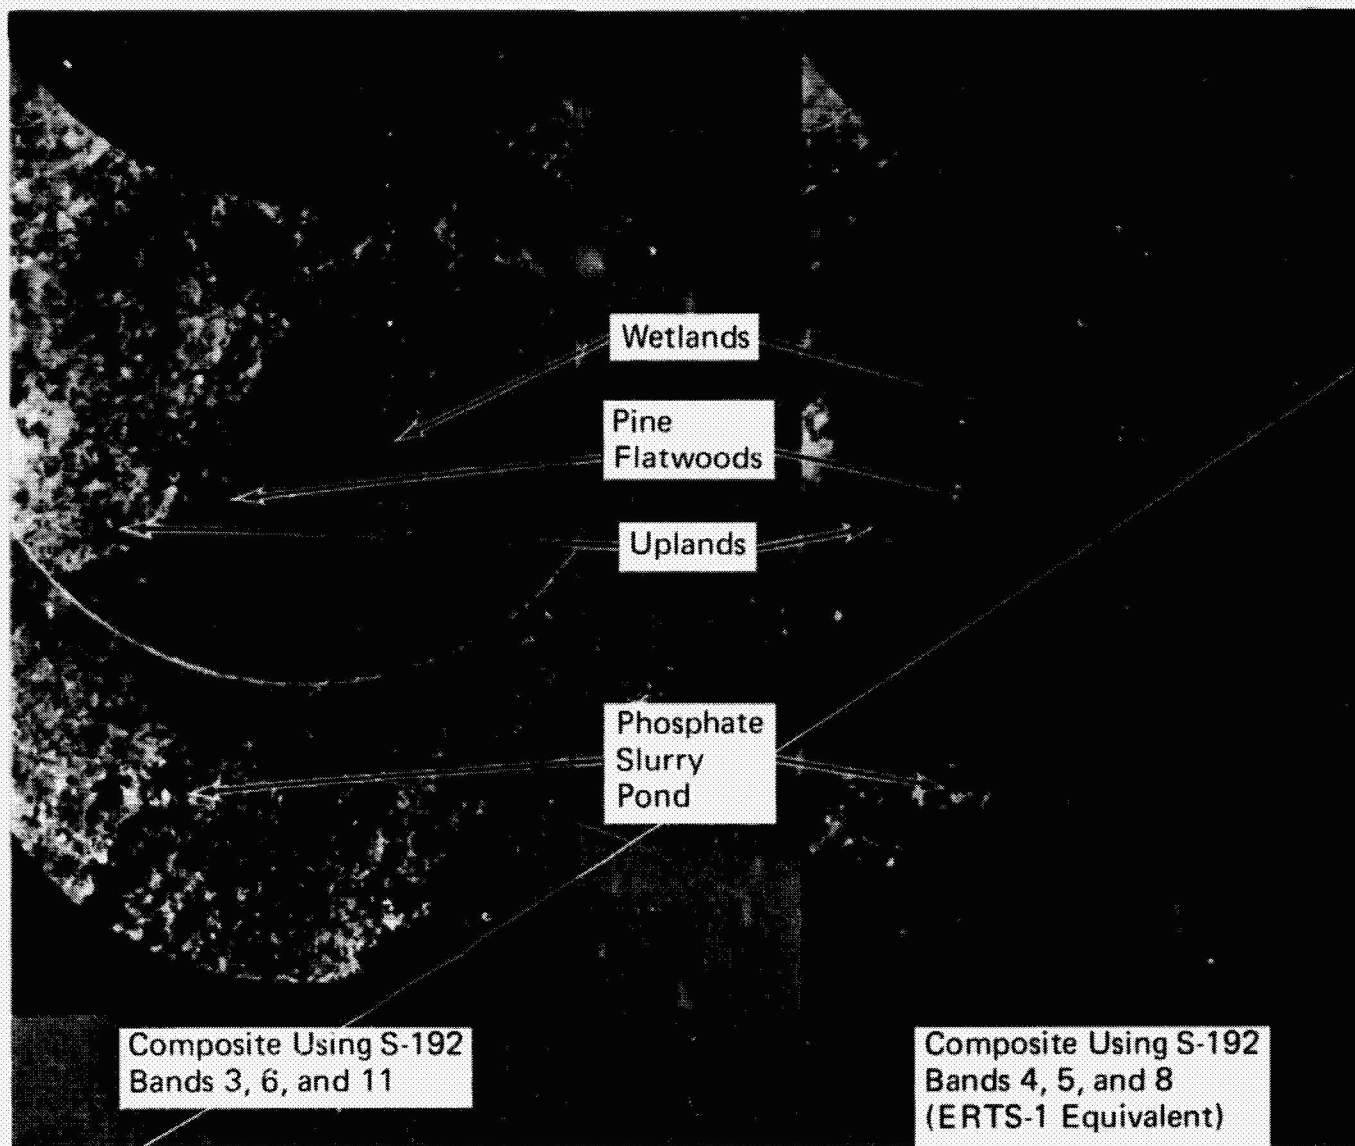 Wetlands
Pine
Flatwoods
Uplands
Phosphate
Slurry
Pond
Composite Using S-192
Bands 3, 6, and 11
Composite Using S-192
Bands 4, 5, and 8
(ERTS-1 Equivalent)